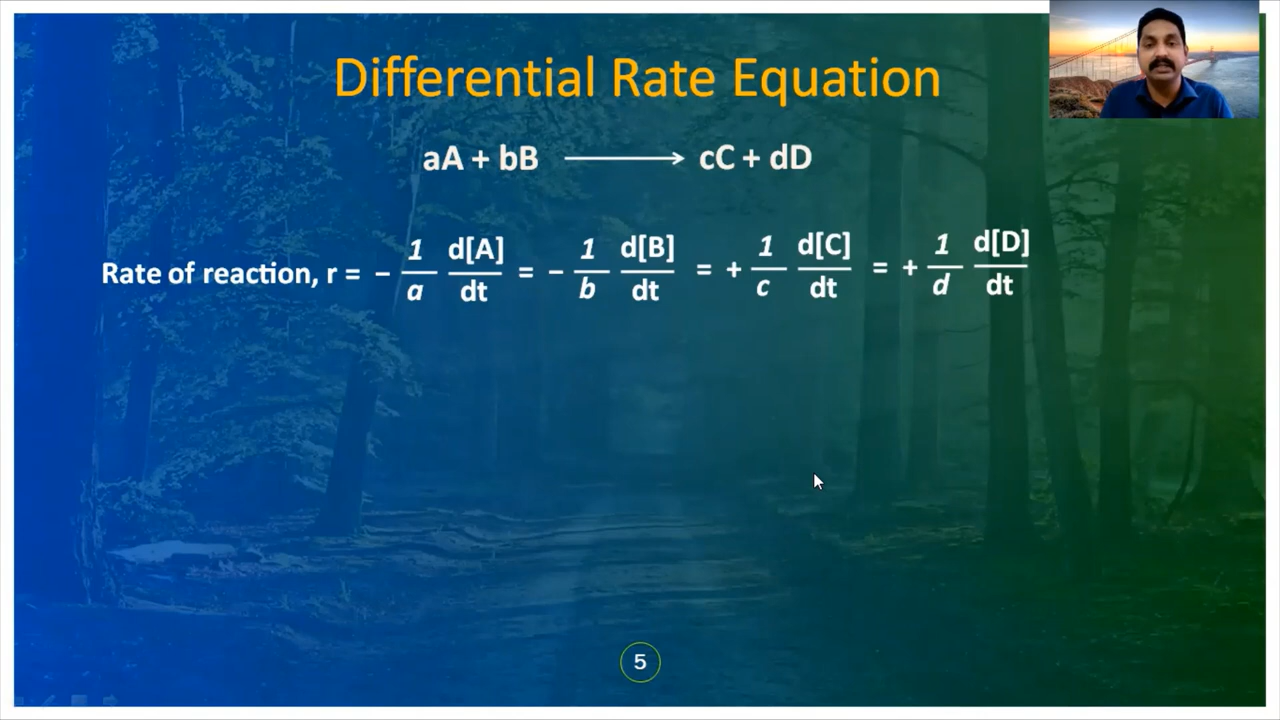 Differential Rate Equation
aA + bB ⟶ cC + dD
Rate of reaction, r = – 1/a d[A]/dt = – 1/b d[B]/dt = + 1/c d[C]/dt = + 1/d d[D]/dt
5